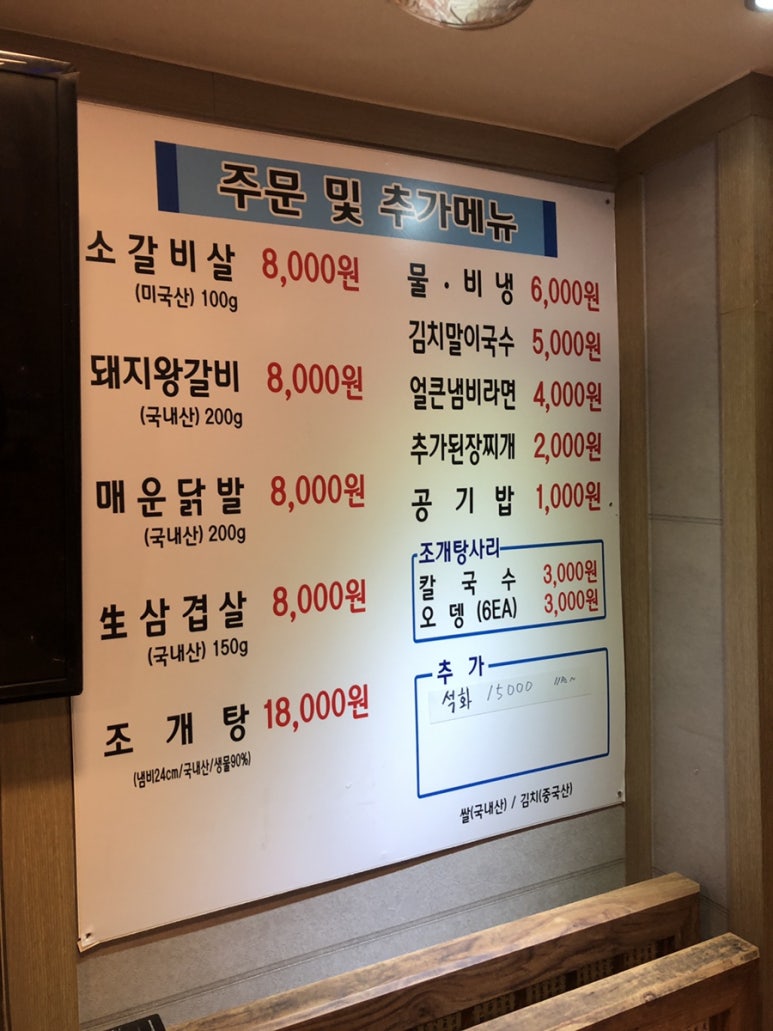 주문 및 추가메뉴
소갈비살 8,000원
(미국산) 100g
돼지왕갈비 8,000원
(국내산) 200g
매운닭발 8,000원
(국내산) 200g
生삼겹살 8,000원
(국내산) 150g
조개탕 18,000원
(냄비24cm/국내산/생물90%)
물·비냉 6,000원
김치말이국수 5,000원
얼큰냄비라면 4,000원
추가된장찌개 2,000원
공기밥 1,000원
조개탕사리
칼국수 3,000원
오뎅(6EA) 3,000원
추가
석화 15000
쌀(국내산) / 김치(중국산)